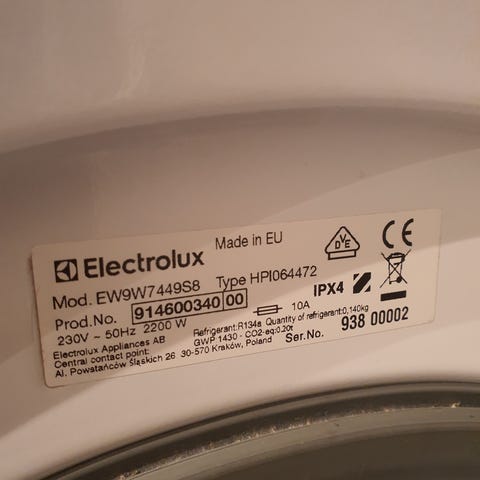 Electrolux Made in EU
DVE CE
Mod. EW9W7449S8 Type HPI064472
Prod.No. 914600340 00 IPX4
230V ~ 50Hz 2200 W 10A
Refrigerant:R134a Quantity of refrigerant:0,140kg
GWP 1430 - CO2-eq:0.20t
Ser.No. 938 00002
Electrolux Appliances AB
Central contact point:
Al. Powstańców Śląskich 26 30-570 Kraków, Poland